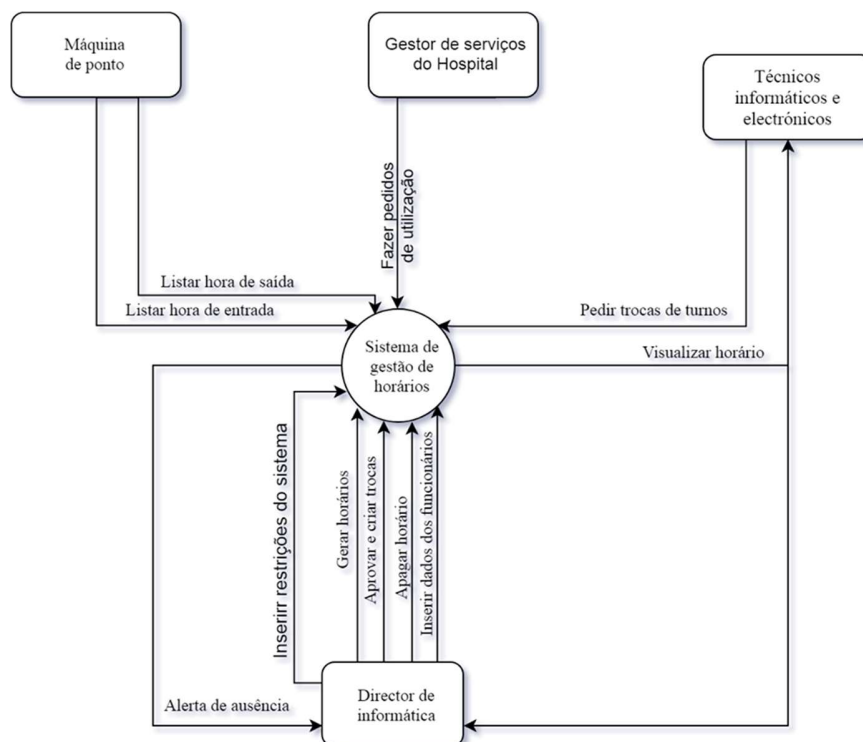 Máquina
de ponto
Gestor de serviços
do Hospital
Técnicos
informáticos e
electrónicos
Fazer pedidos
de utilização
Listar hora de saída
Listar hora de entrada
Pedir trocas de turnos
Sistema de
gestão de
horários
Visualizar horário
Inserirr restrições do sistema
Gerar horários
Aprovar e criar trocas
Apagar horário
Inserir dados dos funcionários
Alerta de ausência
Director de
informática